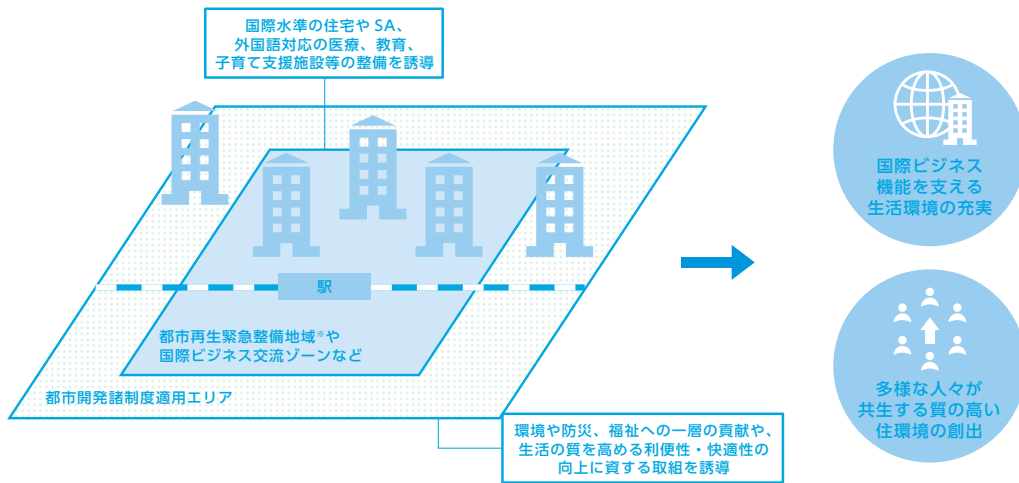 国際水準の住宅や SA、
外国語対応の医療、教育、
子育て支援施設等の整備を誘導
駅
都市再生緊急整備地域※や
国際ビジネス交流ゾーンなど
都市開発諸制度適用エリア
環境や防災、福祉への一層の貢献や、
生活の質を高める利便性・快適性の
向上に資する取組を誘導
国際ビジネス
機能を支える
生活環境の充実
多様な人々が
共生する質の高い
住環境の創出